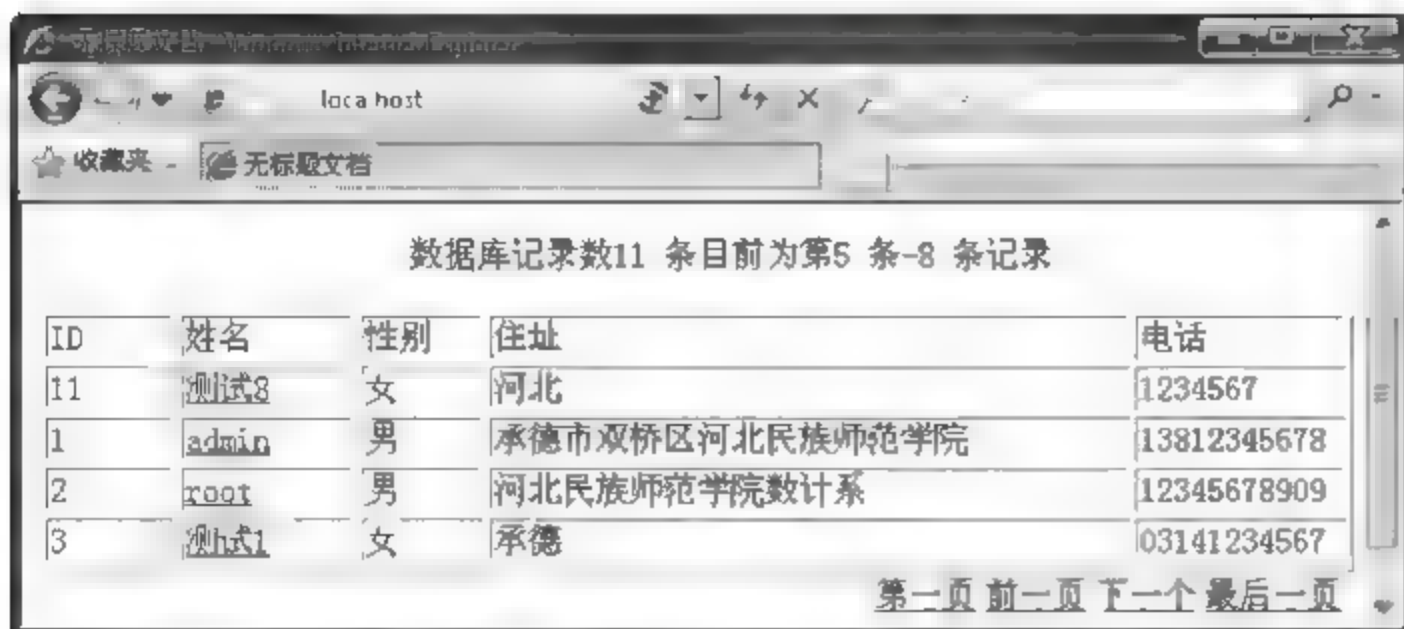 loca host
收藏夹
无标题文档
数据库记录数11 条目前为第5 条-8 条记录
ID 姓名 性别 住址 电话
11 测试8 女 河北 1234567
1 admin 男 承德市双桥区河北民族师范学院 13812345678
2 root 男 河北民族师范学院数计系 12345678909
3 测试1 女 承德 03141234567
第一页 前一页 下一个 最后一页